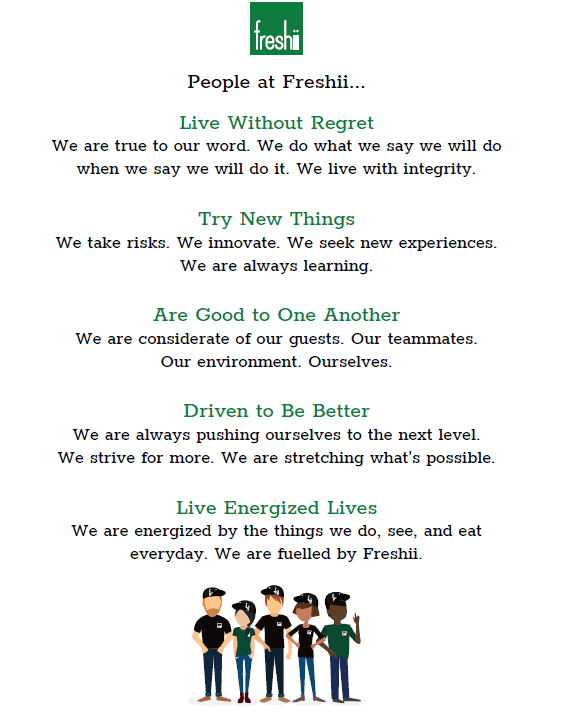 freshii
People at Freshii...
Live Without Regret
We are true to our word. We do what we say we will do
when we say we will do it. We live with integrity.
Try New Things
We take risks. We innovate. We seek new experiences.
We are always learning.
Are Good to One Another
We are considerate of our guests. Our teammates.
Our environment. Ourselves.
Driven to Be Better
We are always pushing ourselves to the next level.
We strive for more. We are stretching what's possible.
Live Energized Lives
We are energized by the things we do, see, and eat
everyday. We are fuelled by Freshii.